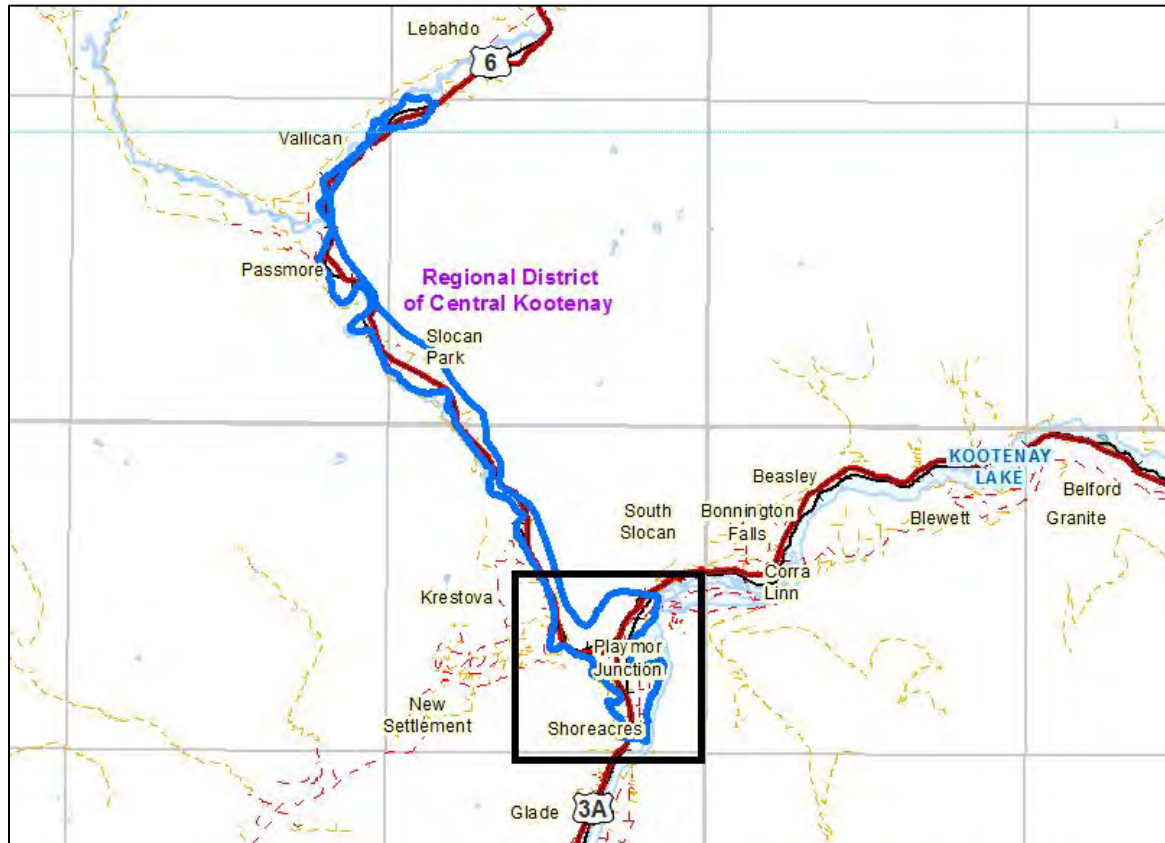 Lebahdo
6
Vallican
Passmore
Regional District
of Central Kootenay
Slocan
Park
KOOTENAY
LAKE
Beasley
Belford
South
Slocan
Bonnington
Falls
Blewett
Granite
Corra
Linn
Krestova
Playmor
Junction
New
Settlement
Shoreacres
Glade
3A